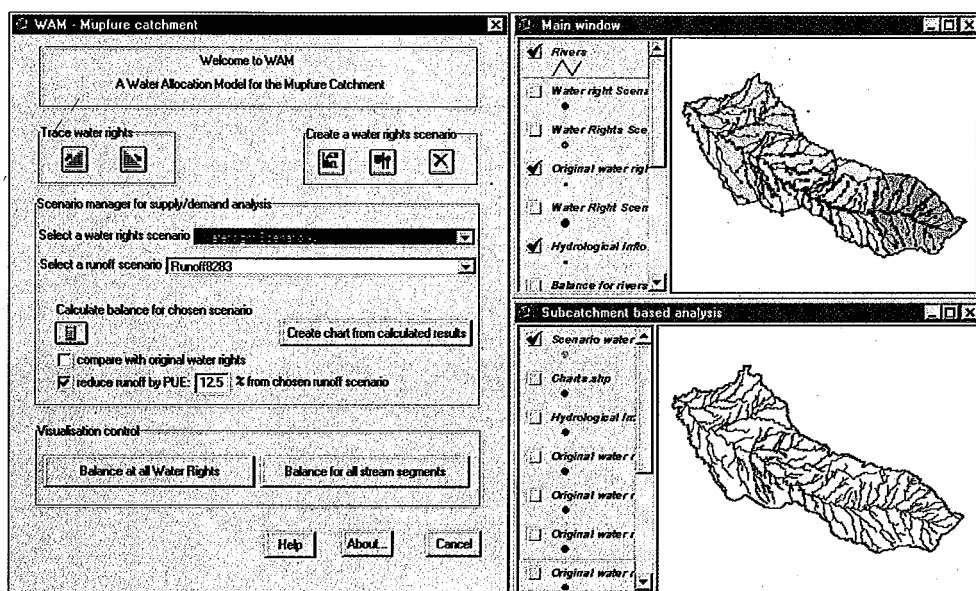 WAM - Mupfure catchment
Welcome to WAM
A Water Allocation Model for the Mupfure Catchment
Trace water rights
Create a water rights scenario
Scenario manager for supply/demand analysis
Select a water rights scenario
Select a runoff scenario Runoff8283
Calculate balance for chosen scenario
Create chart from calculated results
compare with original water rights
reduce runoff by PUE: 12.5 % from chosen runoff scenario
Visualisation control
Balance at all Water Rights
Balance for all stream segments
Help
About...
Cancel
Main window
Rivers
Water right Scena
Water Rights Sce
Original water rig
Water Right Scen
Hydrological Inflo
Balance for rivers
Subcatchment based analysis
Scenario water
Charts.shp
Hydrological In
Original water r
Original water r
Original water r
Original water r